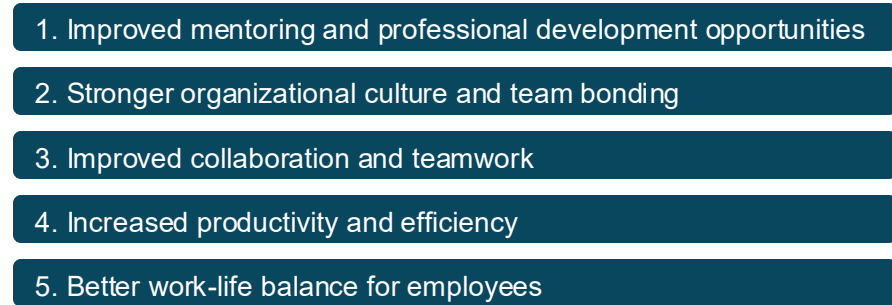 1. Improved mentoring and professional development opportunities
2. Stronger organizational culture and team bonding
3. Improved collaboration and teamwork
4. Increased productivity and efficiency
5. Better work-life balance for employees